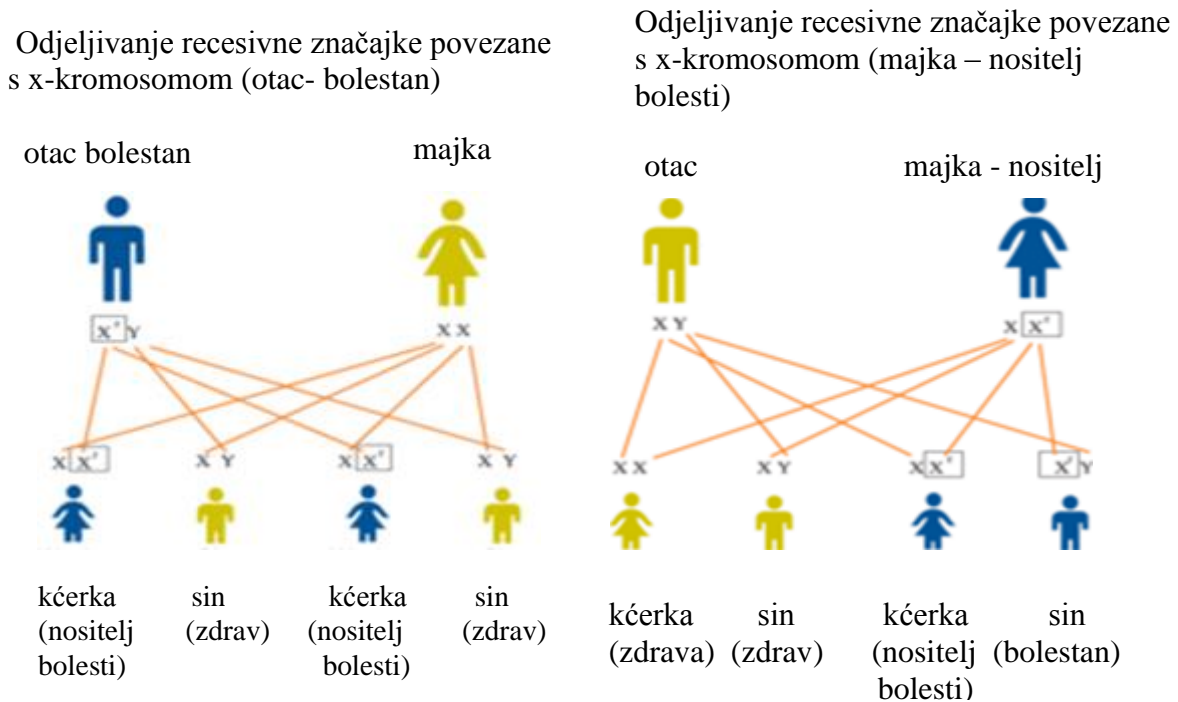 Odjeljivanje recesivne značajke povezane
s x-kromosomom (otac- bolestan)
otac bolestan
majka
X' Y
X X
X X'
X Y
X X'
X Y
kćerka
(nositelj
bolesti)
sin
(zdrav)
kćerka
(nositelj
bolesti)
sin
(zdrav)
Odjeljivanje recesivne značajke povezane
s x-kromosomom (majka – nositelj
bolesti)
otac
majka - nositelj
X Y
X X'
X X
X Y
X X'
X' Y
kćerka
(zdrava)
sin
(zdrav)
kćerka
(nositelj
bolesti)
sin
(bolestan)